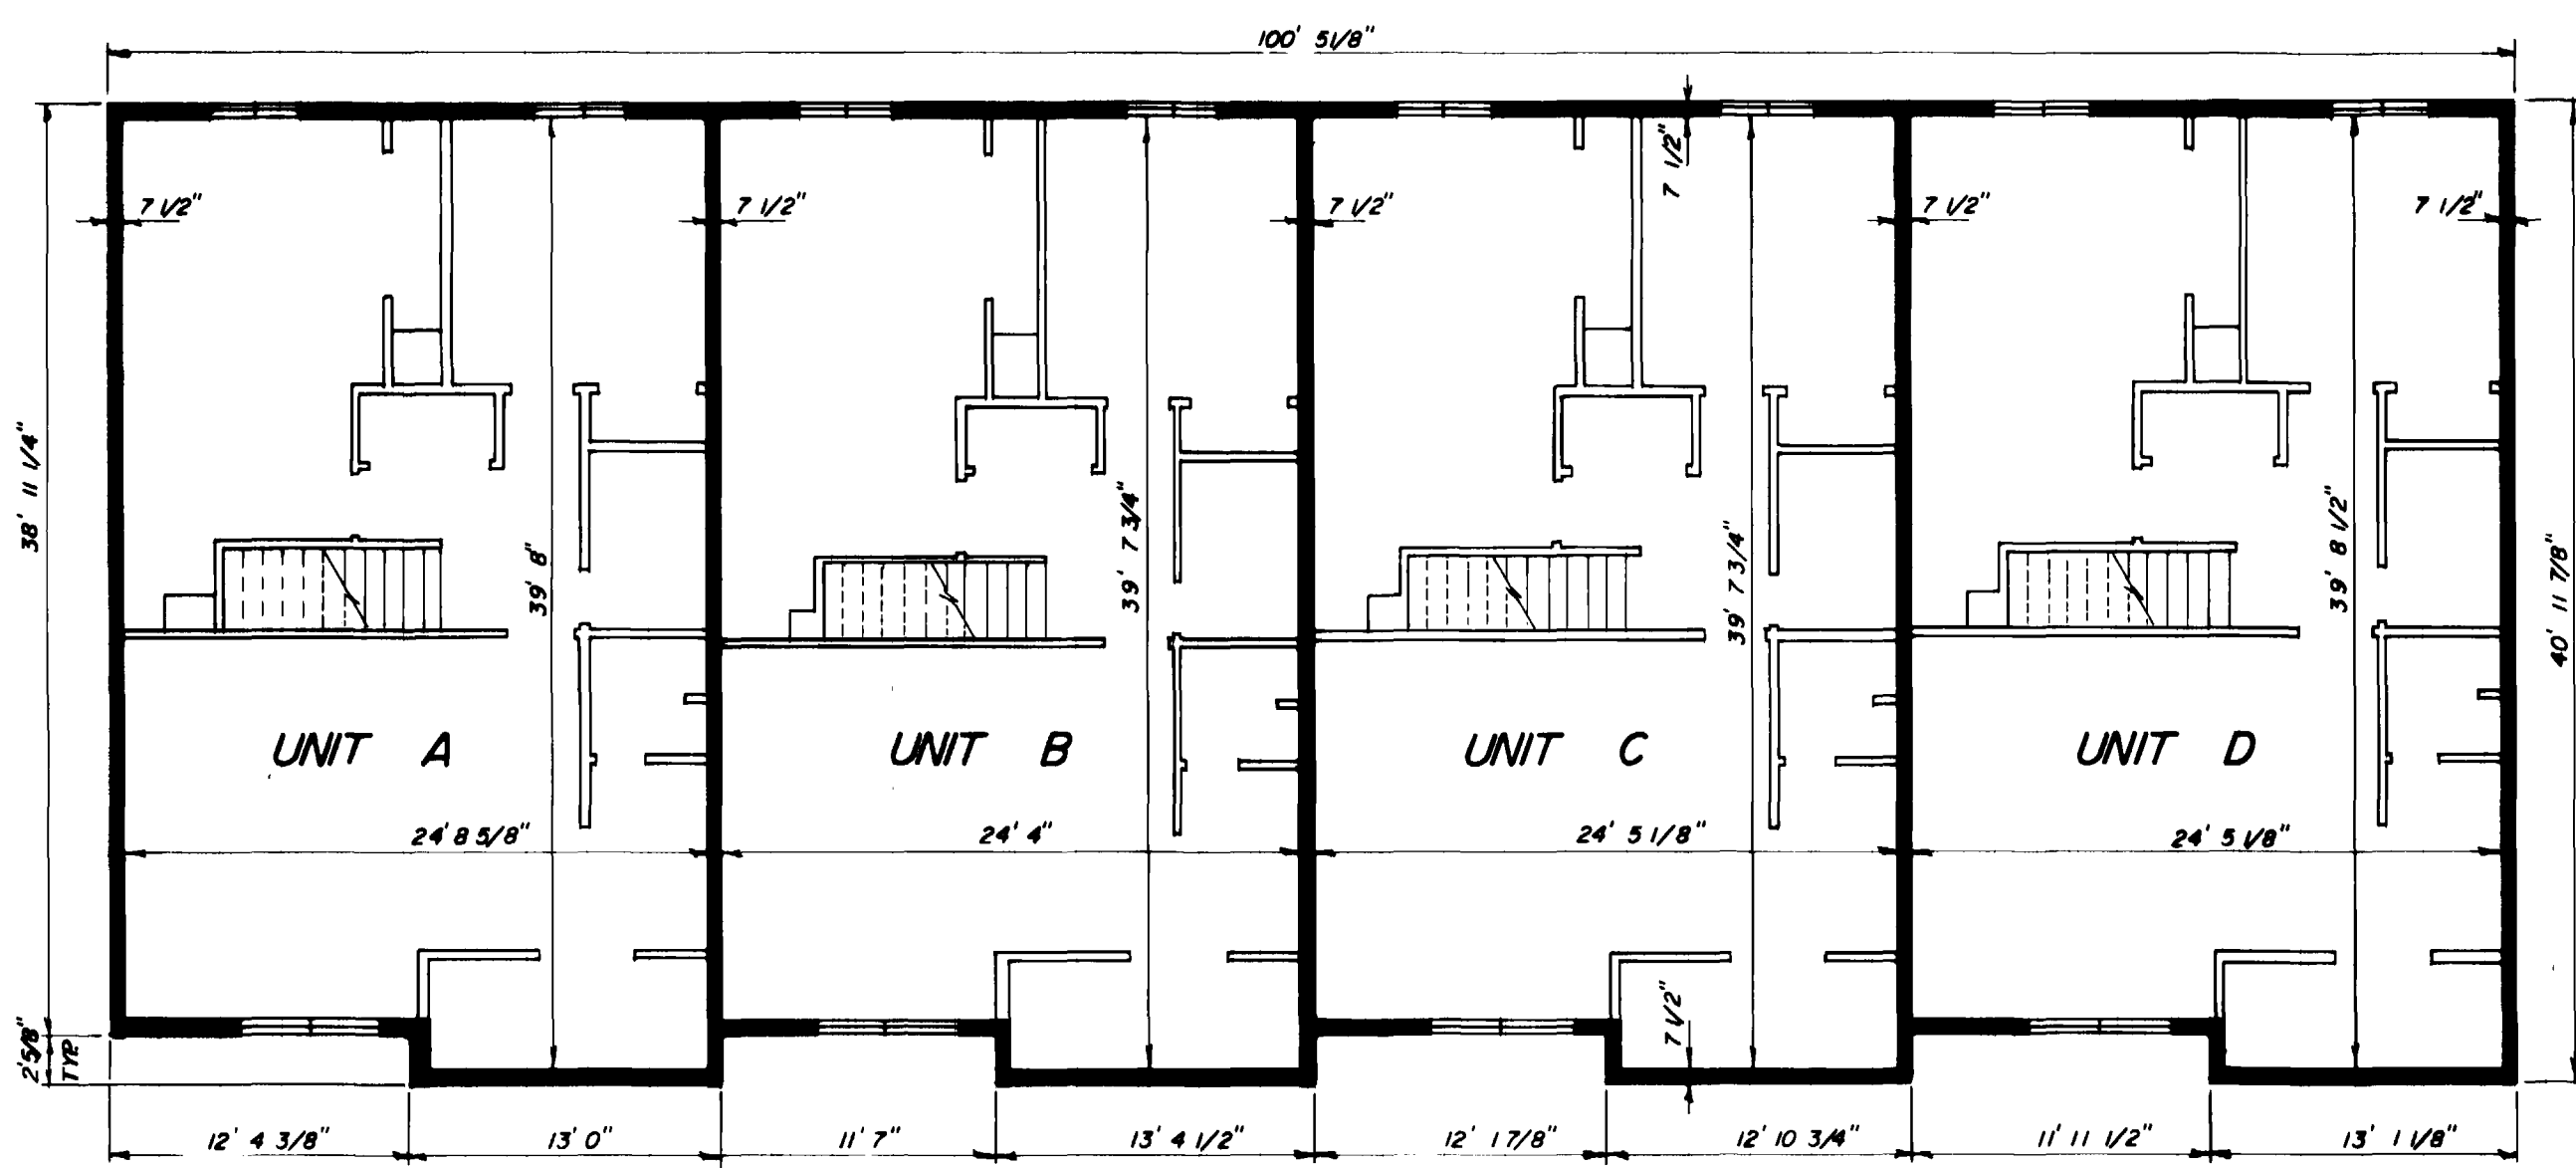 100' 5 1/8"
7 1/2"
7 1/2"
7 1/2"
7 1/2"
7 1/2"
7 1/2"
38' 11 1/4"
39' 8"
39' 7 3/4"
39' 7 3/4"
39' 8 1/2"
40' 11 7/8"
UNIT A
UNIT B
UNIT C
UNIT D
24' 8 5/8"
24' 4"
24' 5 1/8"
24' 5 1/8"
7 1/2"
2' 5/8"
TYP.
12' 4 3/8"
13' 0"
11' 7"
13' 4 1/2"
12' 1 7/8"
12' 10 3/4"
11' 11 1/2"
13' 1 1/8"